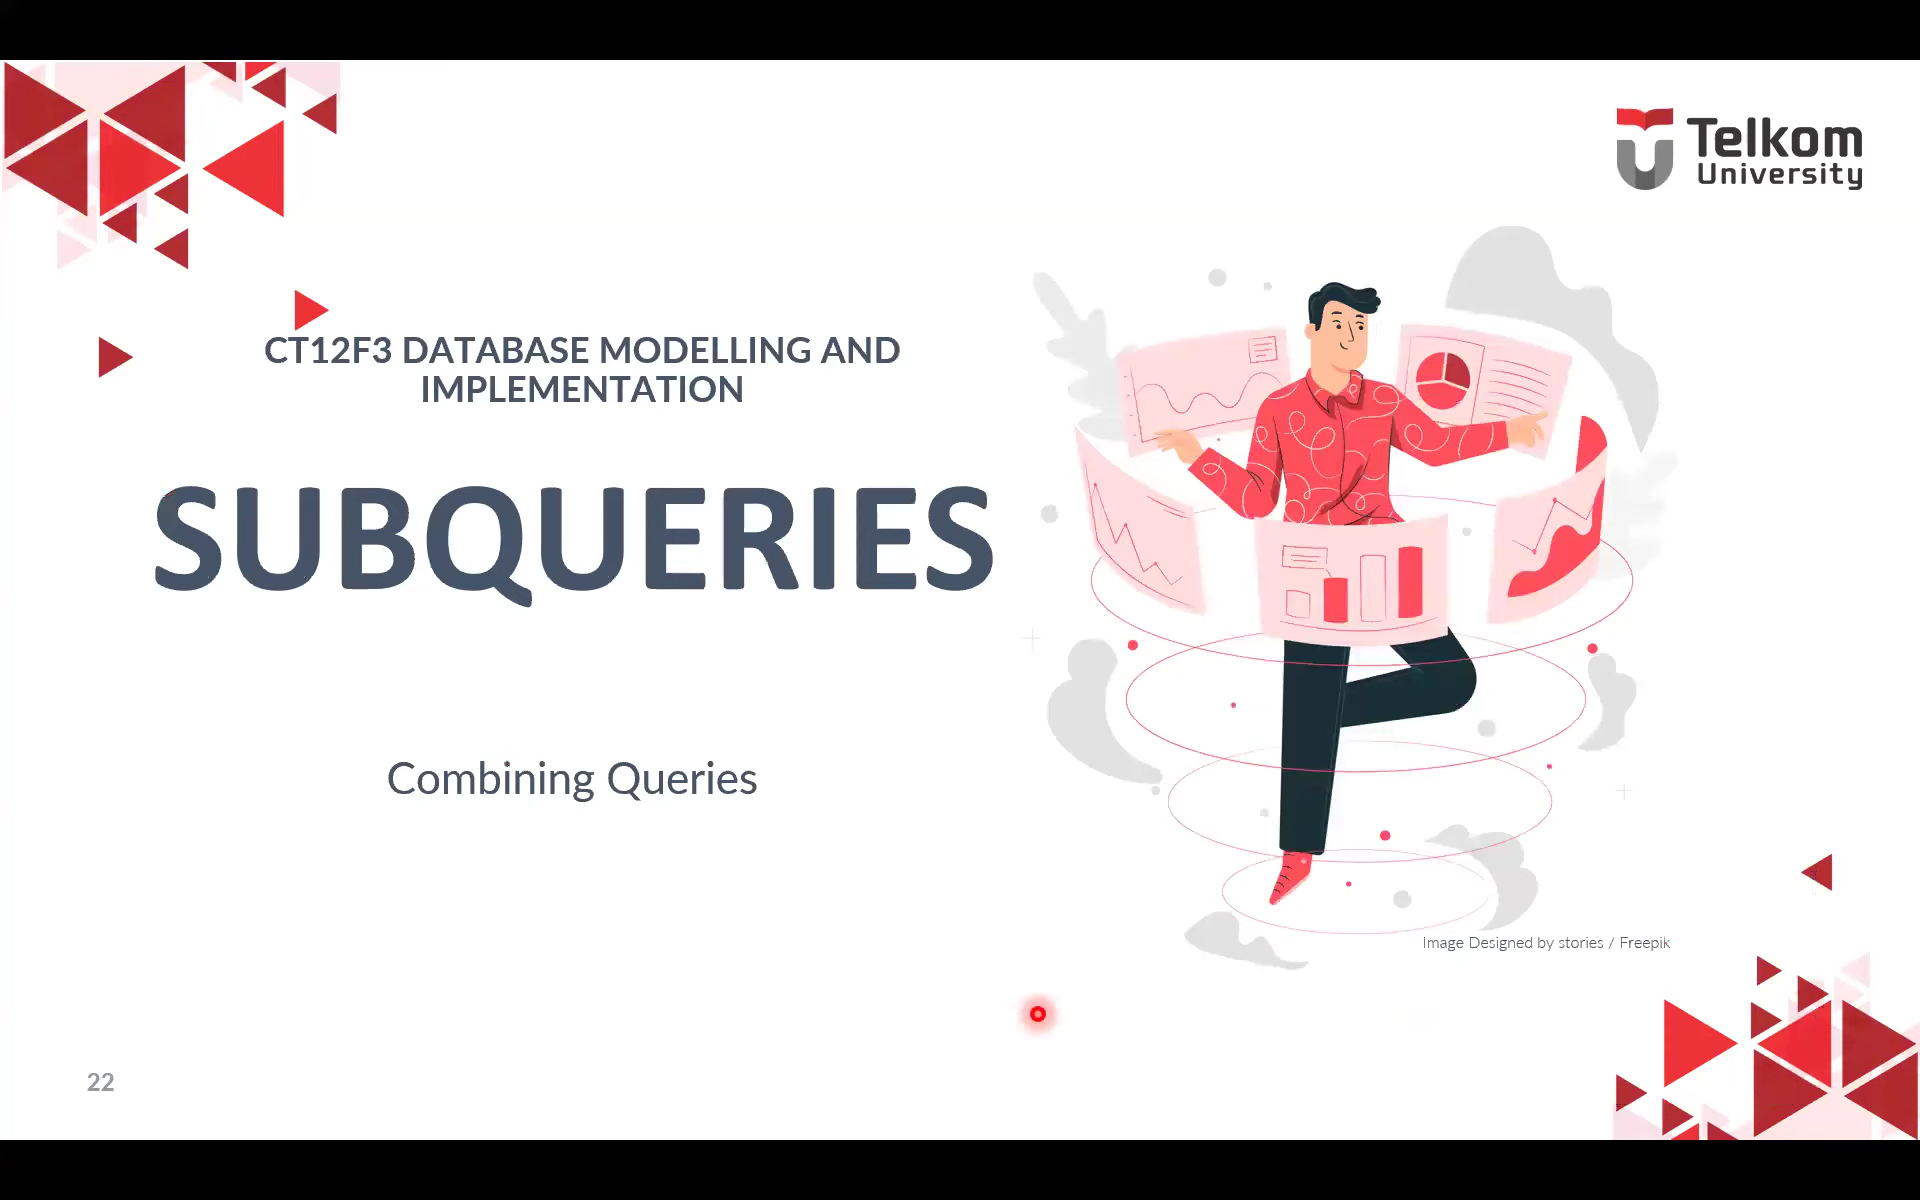 Telkom
University
CT12F3 DATABASE MODELLING AND
IMPLEMENTATION
SUBQUERIES
Combining Queries
Image Designed by stories / Freepik
22